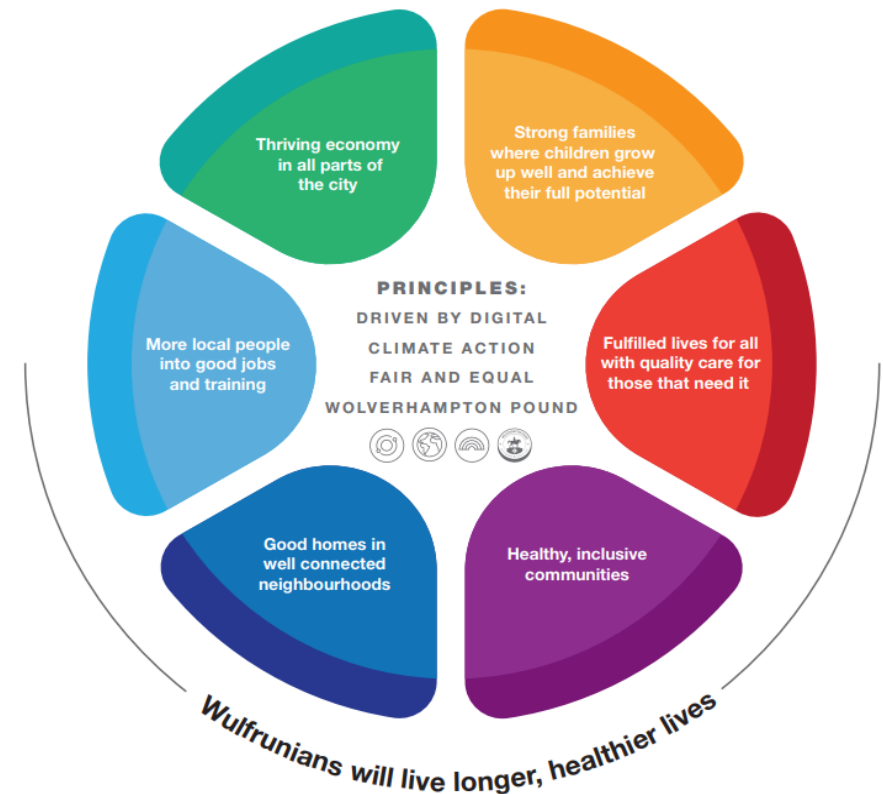 Thriving economy
in all parts of
the city
Strong families
where children grow
up well and achieve
their full potential
More local people
into good jobs
and training
PRINCIPLES:
DRIVEN BY DIGITAL
CLIMATE ACTION
FAIR AND EQUAL
WOLVERHAMPTON POUND
Fulfilled lives for all
with quality care for
those that need it
Good homes in
well connected
neighbourhoods
Healthy, inclusive
communities
Wulfrunians will live longer, healthier lives